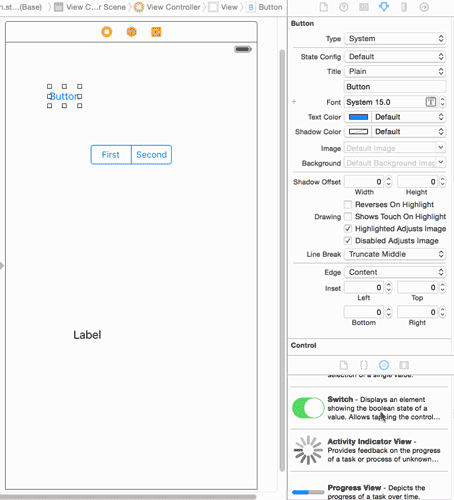 n.st...(Base) View C...r Scene View Controller View B Button
Button
First Second
Label
Button
Type System
State Config Default
Title Plain
Button
+ Font System 15.0 T
Text Color Default
Shadow Color Default
Image Default Image
Background Default Background Imag
Shadow Offset 0 0
Width Height
Reverses On Highlight
Drawing Shows Touch On Highlight
Highlighted Adjusts Image
Disabled Adjusts Image
Line Break Truncate Middle
Edge Content
Inset 0 0
Left Top
0 0
Bottom Right
Control
selection of a single value.
Switch - Displays an element
showing the boolean state of a
value. Allows tapping the control...
Activity Indicator View -
Provides feedback on the progress
of a task or process of unknown...
Progress View - Depicts the
progress of a task over time.